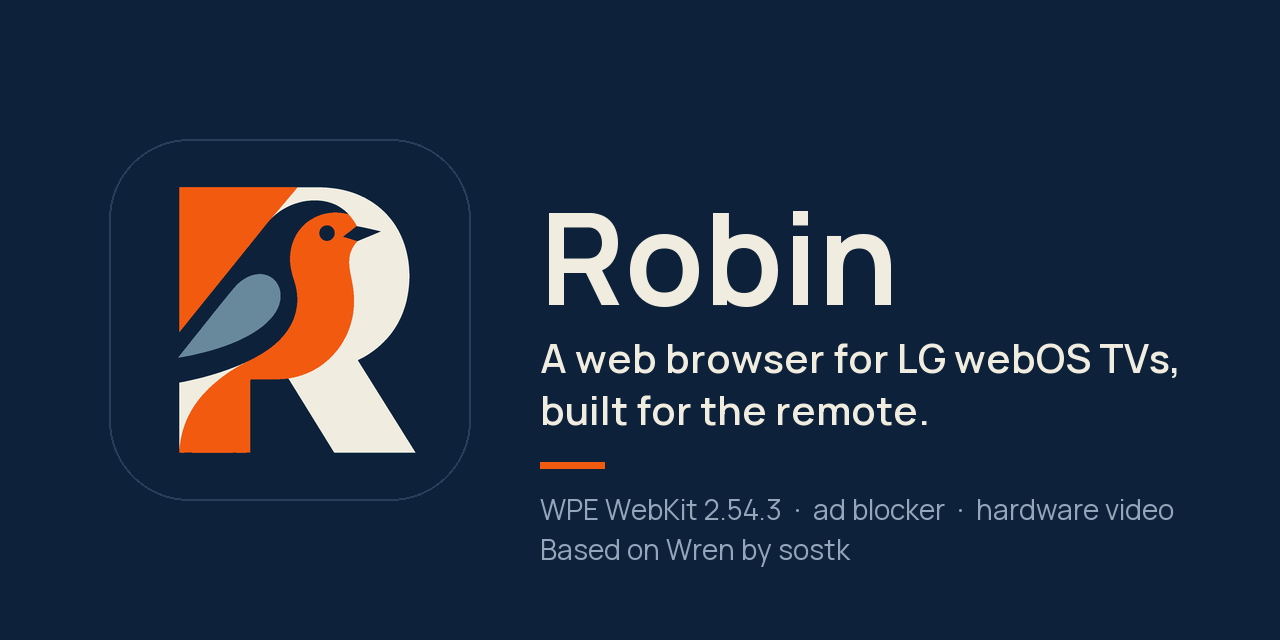 Robin
A web browser for LG webOS TVs,
built for the remote.
WPE WebKit 2.54.3 · ad blocker · hardware video
Based on Wren by sostk